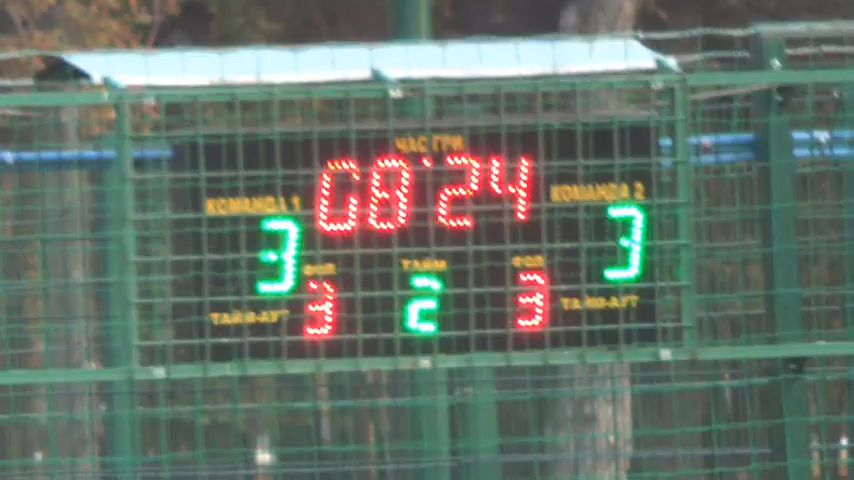 ЧАС ГРИ
08:24
КОМАНДА 1
КОМАНДА 2
3
3
ФОЛ
ТАЙМ
ФОЛ
3
2
3
ТАЙМ-АУТ
ТАЙМ-АУТ